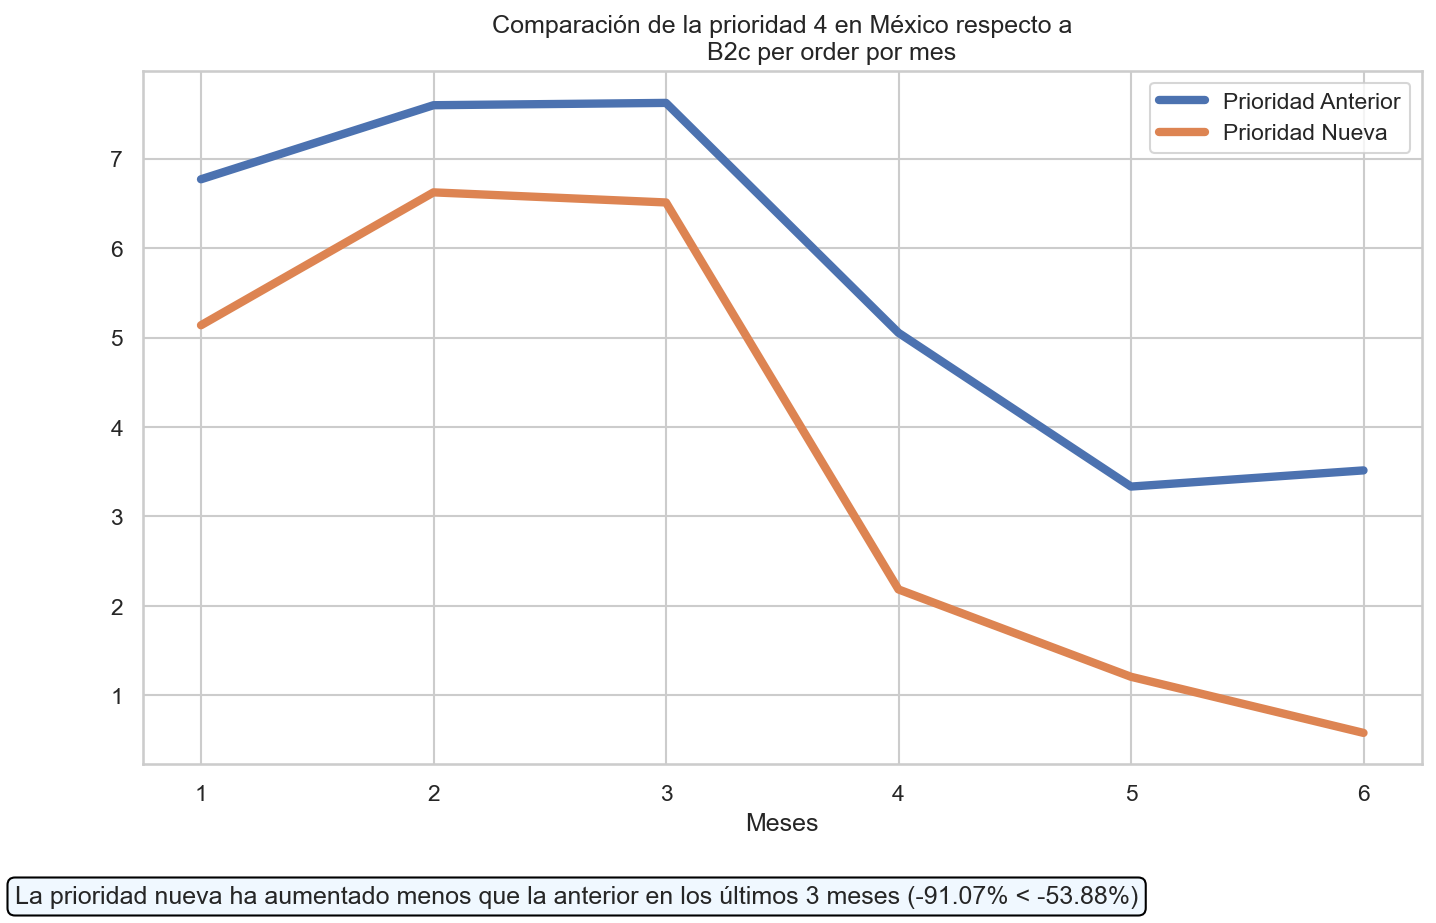 Comparación de la prioridad 4 en México respecto a
B2c per order por mes
Prioridad Anterior
Prioridad Nueva
7
6
5
4
3
2
1
1 2 3 4 5 6
Meses
La prioridad nueva ha aumentado menos que la anterior en los últimos 3 meses (-91.07% < -53.88%)